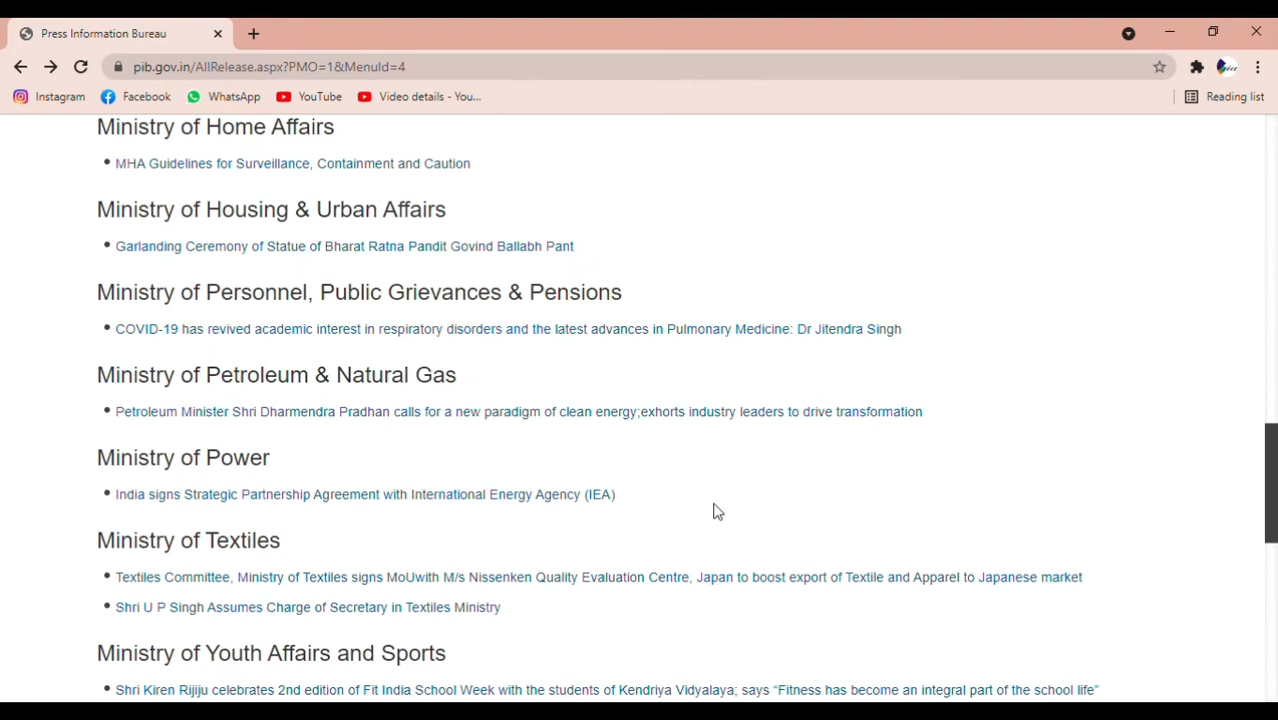 Press Information Bureau
pib.gov.in/AllRelease.aspx?PMO=1&MenuId=4
Instagram Facebook WhatsApp YouTube Video details - You... Reading list
Ministry of Home Affairs
MHA Guidelines for Surveillance, Containment and Caution
Ministry of Housing & Urban Affairs
Garlanding Ceremony of Statue of Bharat Ratna Pandit Govind Ballabh Pant
Ministry of Personnel, Public Grievances & Pensions
COVID-19 has revived academic interest in respiratory disorders and the latest advances in Pulmonary Medicine: Dr Jitendra Singh
Ministry of Petroleum & Natural Gas
Petroleum Minister Shri Dharmendra Pradhan calls for a new paradigm of clean energy;exhorts industry leaders to drive transformation
Ministry of Power
India signs Strategic Partnership Agreement with International Energy Agency (IEA)
Ministry of Textiles
Textiles Committee, Ministry of Textiles signs MoUwith M/s Nissenken Quality Evaluation Centre, Japan to boost export of Textile and Apparel to Japanese market
Shri U P Singh Assumes Charge of Secretary in Textiles Ministry
Ministry of Youth Affairs and Sports
Shri Kiren Rijiju celebrates 2nd edition of Fit India School Week with the students of Kendriya Vidyalaya; says “Fitness has become an integral part of the school life”